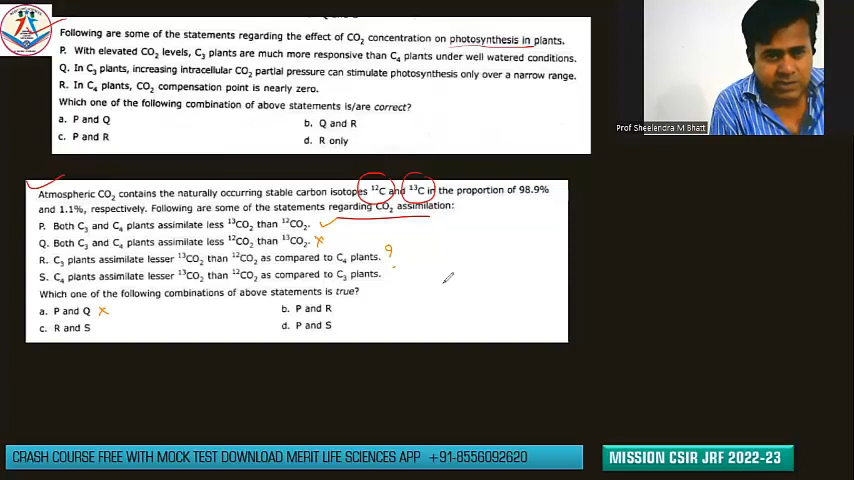 Following are some of the statements regarding the effect of CO₂ concentration on photosynthesis in plants.
P. With elevated CO₂ levels, C₃ plants are much more responsive than C₄ plants under well watered conditions.
Q. In C₃ plants, increasing intracellular CO₂ partial pressure can stimulate photosynthesis only over a narrow range.
R. In C₄ plants, CO₂ compensation point is nearly zero.
Which one of the following combination of above statements is/are correct?
a. P and Q
b. Q and R
c. P and R
d. R only
Prof Sheelendra M Bhatt
Atmospheric CO₂ contains the naturally occurring stable carbon isotopes ¹²C and ¹³C in the proportion of 98.9%
and 1.1%, respectively. Following are some of the statements regarding CO₂ assimilation:
P. Both C₃ and C₄ plants assimilate less ¹³CO₂ than ¹²CO₂.
Q. Both C₃ and C₄ plants assimilate less ¹²CO₂ than ¹³CO₂.
R. C₃ plants assimilate lesser ¹³CO₂ than ¹²CO₂ as compared to C₄ plants.
S. C₄ plants assimilate lesser ¹³CO₂ than ¹²CO₂ as compared to C₃ plants.
Which one of the following combinations of above statements is true?
a. P and Q
b. P and R
c. R and S
d. P and S
CRASH COURSE FREE WITH MOCK TEST DOWNLOAD MERIT LIFE SCIENCES APP +91-8556092620
MISSION CSIR JRF 2022-23